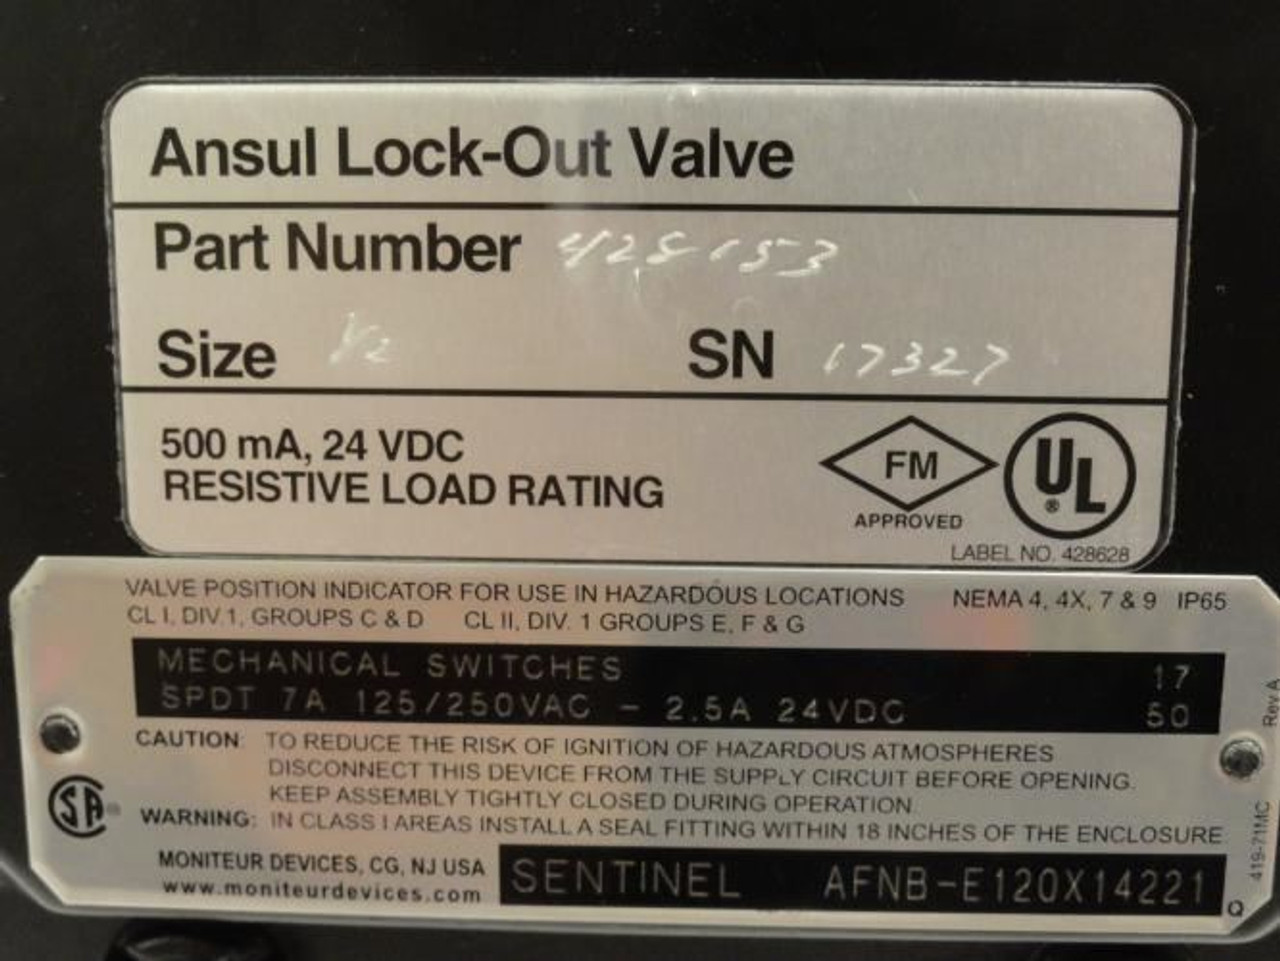 Ansul Lock-Out Valve
Part Number 428153
Size 1/2 SN 17327
500 mA, 24 VDC
RESISTIVE LOAD RATING
FM
APPROVED
UL
®
LABEL NO. 428628
VALVE POSITION INDICATOR FOR USE IN HAZARDOUS LOCATIONS NEMA 4, 4X, 7 & 9 IP65
CL I, DIV.1, GROUPS C & D CL II, DIV. 1 GROUPS E, F & G
MECHANICAL SWITCHES 17
SPDT 7A 125/250VAC - 2.5A 24VDC 50
CAUTION: TO REDUCE THE RISK OF IGNITION OF HAZARDOUS ATMOSPHERES
DISCONNECT THIS DEVICE FROM THE SUPPLY CIRCUIT BEFORE OPENING.
KEEP ASSEMBLY TIGHTLY CLOSED DURING OPERATION.
WARNING: IN CLASS I AREAS INSTALL A SEAL FITTING WITHIN 18 INCHES OF THE ENCLOSURE
SA ®
MONITEUR DEVICES, CG, NJ USA
www.moniteurdevices.com
SENTINEL AFNB-E120X14221
Q
419-71MC Rev.A